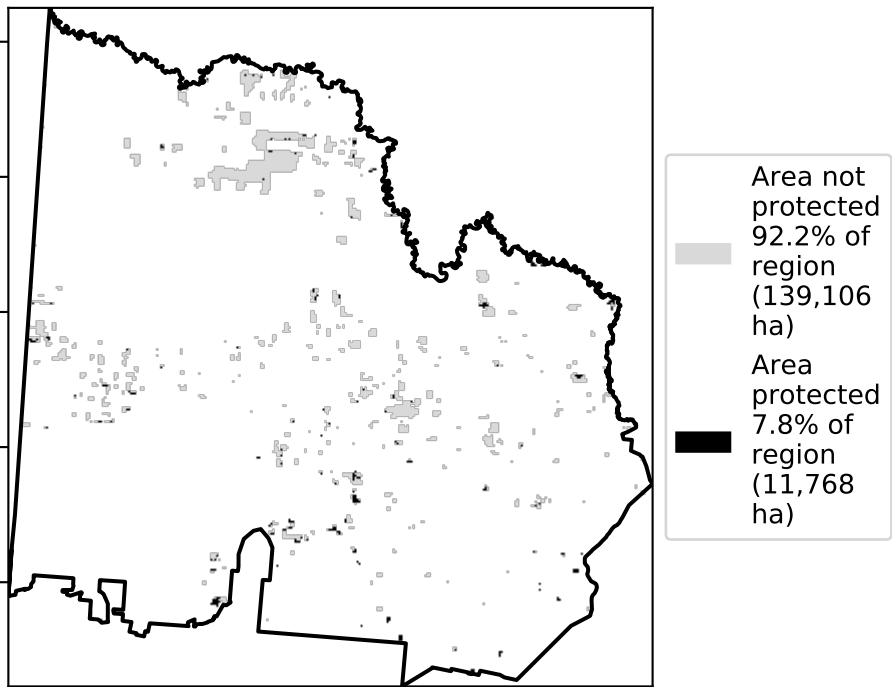 Area not
protected
92.2% of
region
(139,106
ha)
Area
protected
7.8% of
region
(11,768
ha)